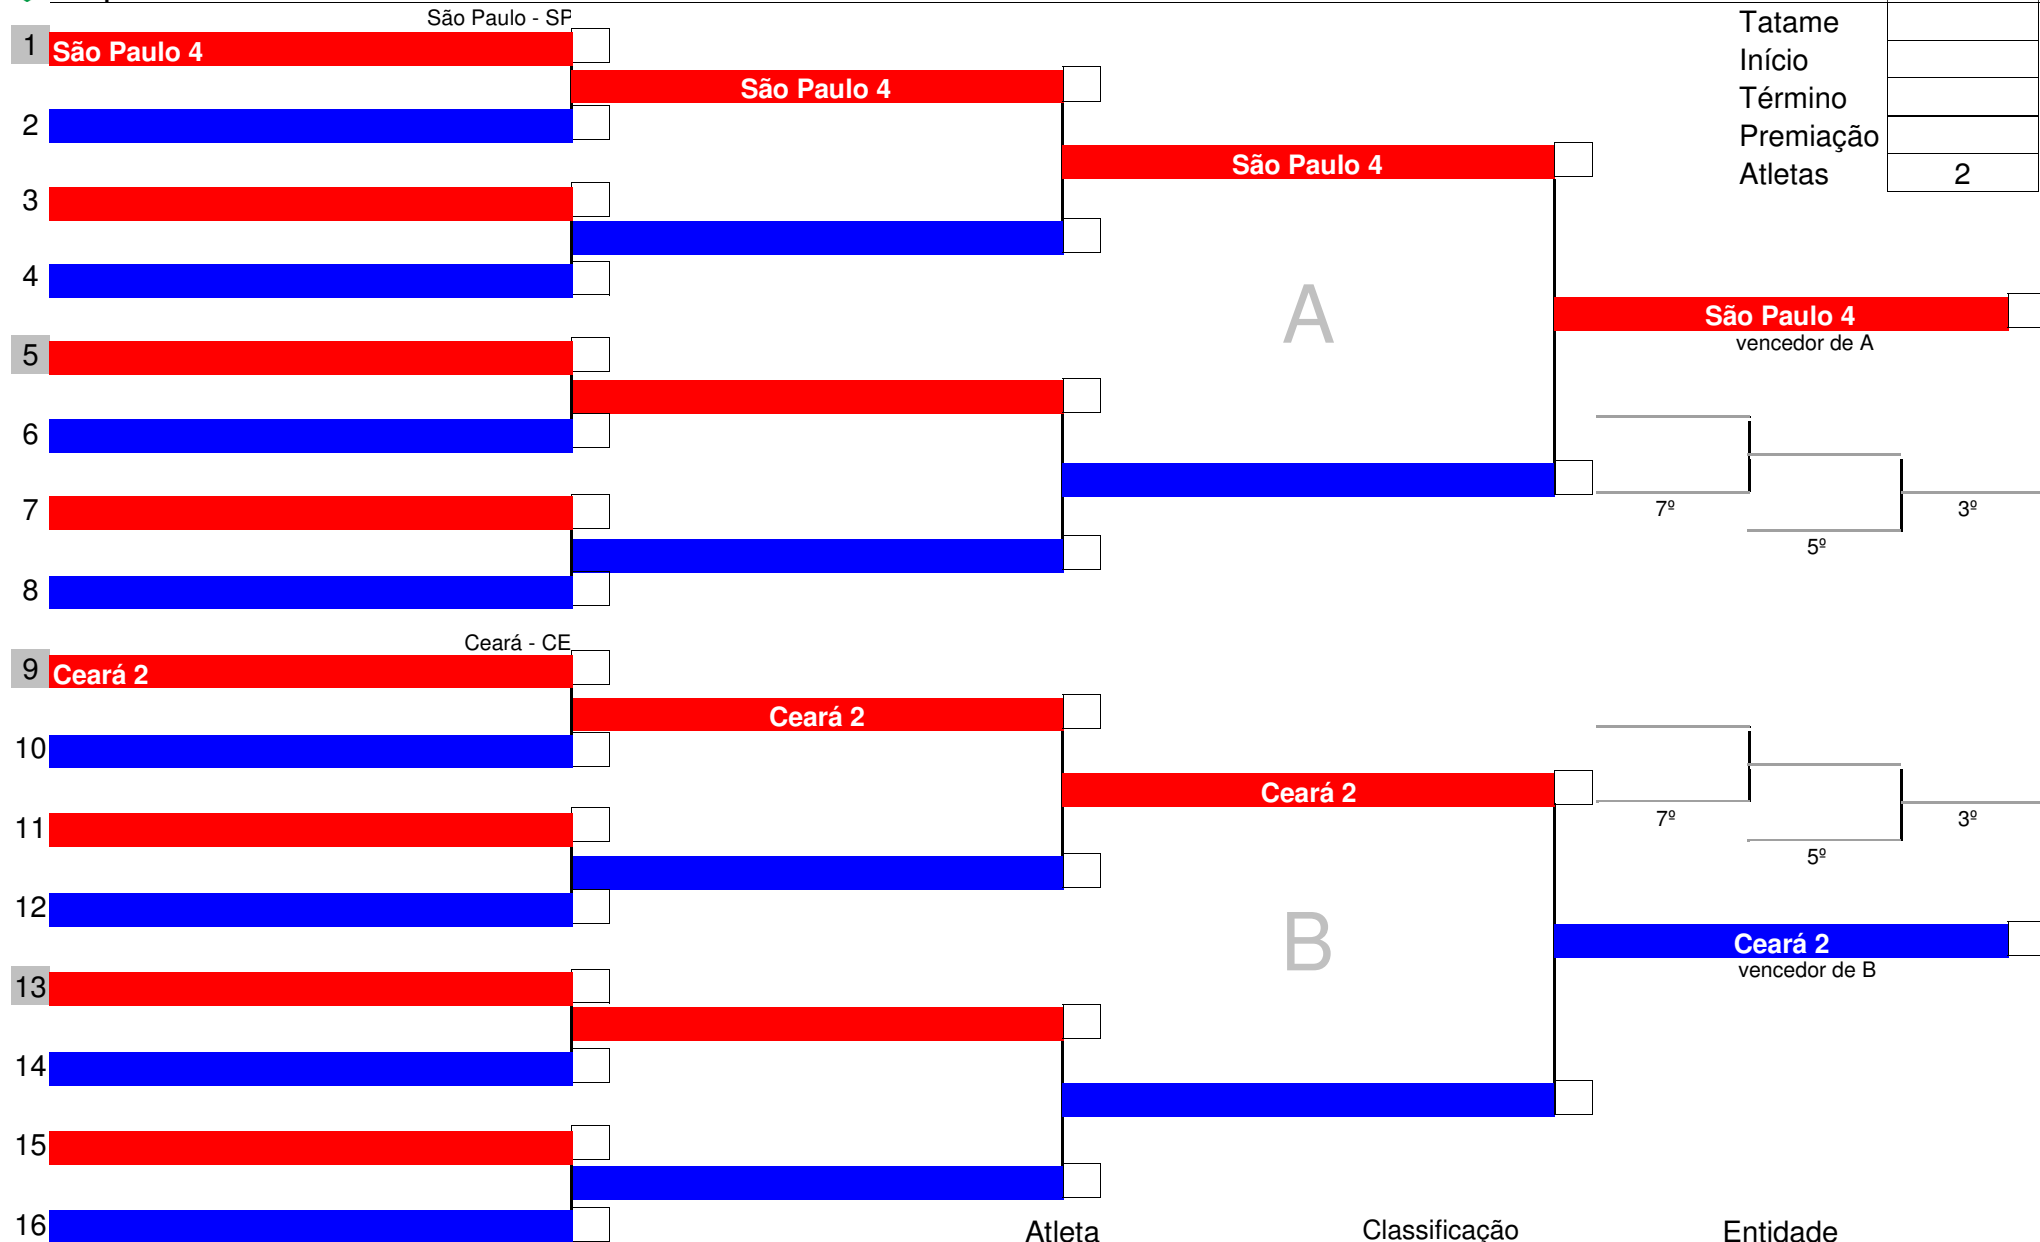 São Paulo - SP
Tatame
1 São Paulo 4
Início
São Paulo 4
Término
2
Premiação
São Paulo 4
Atletas 2
3
4
A
São Paulo 4
vencedor de A
5
6
7º
3º
7
5º
8
Ceará - CE
9 Ceará 2
Ceará 2
10
Ceará 2
7º
3º
11
5º
12
B
Ceará 2
vencedor de B
13
14
15
16
Atleta Classificação Entidade